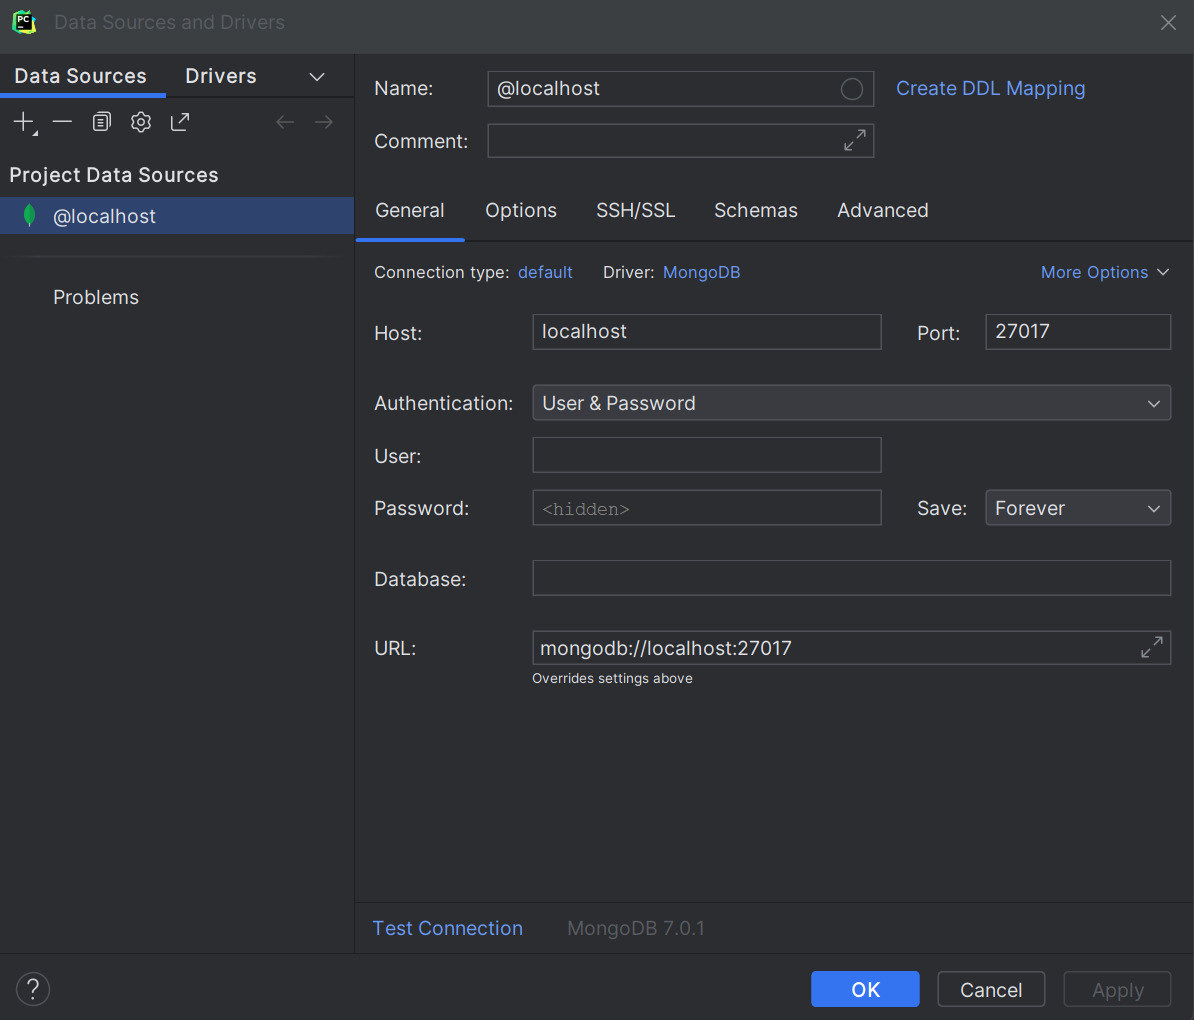 PC
Data Sources and Drivers
Data Sources
Drivers
Project Data Sources
@localhost
Problems
Name:
@localhost
Create DDL Mapping
Comment:
General
Options
SSH/SSL
Schemas
Advanced
Connection type: default
Driver: MongoDB
More Options
Host:
localhost
Port:
27017
Authentication:
User & Password
User:
Password:
<hidden>
Save:
Forever
Database:
URL:
mongodb://localhost:27017
Overrides settings above
Test Connection
MongoDB 7.0.1
?
OK
Cancel
Apply